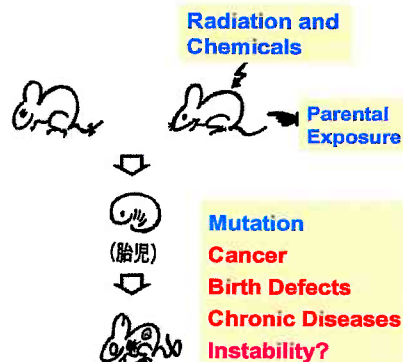 Radiation and
Chemicals
Parental
Exposure
(胎児)
Mutation
Cancer
Birth Defects
Chronic Diseases
Instability?